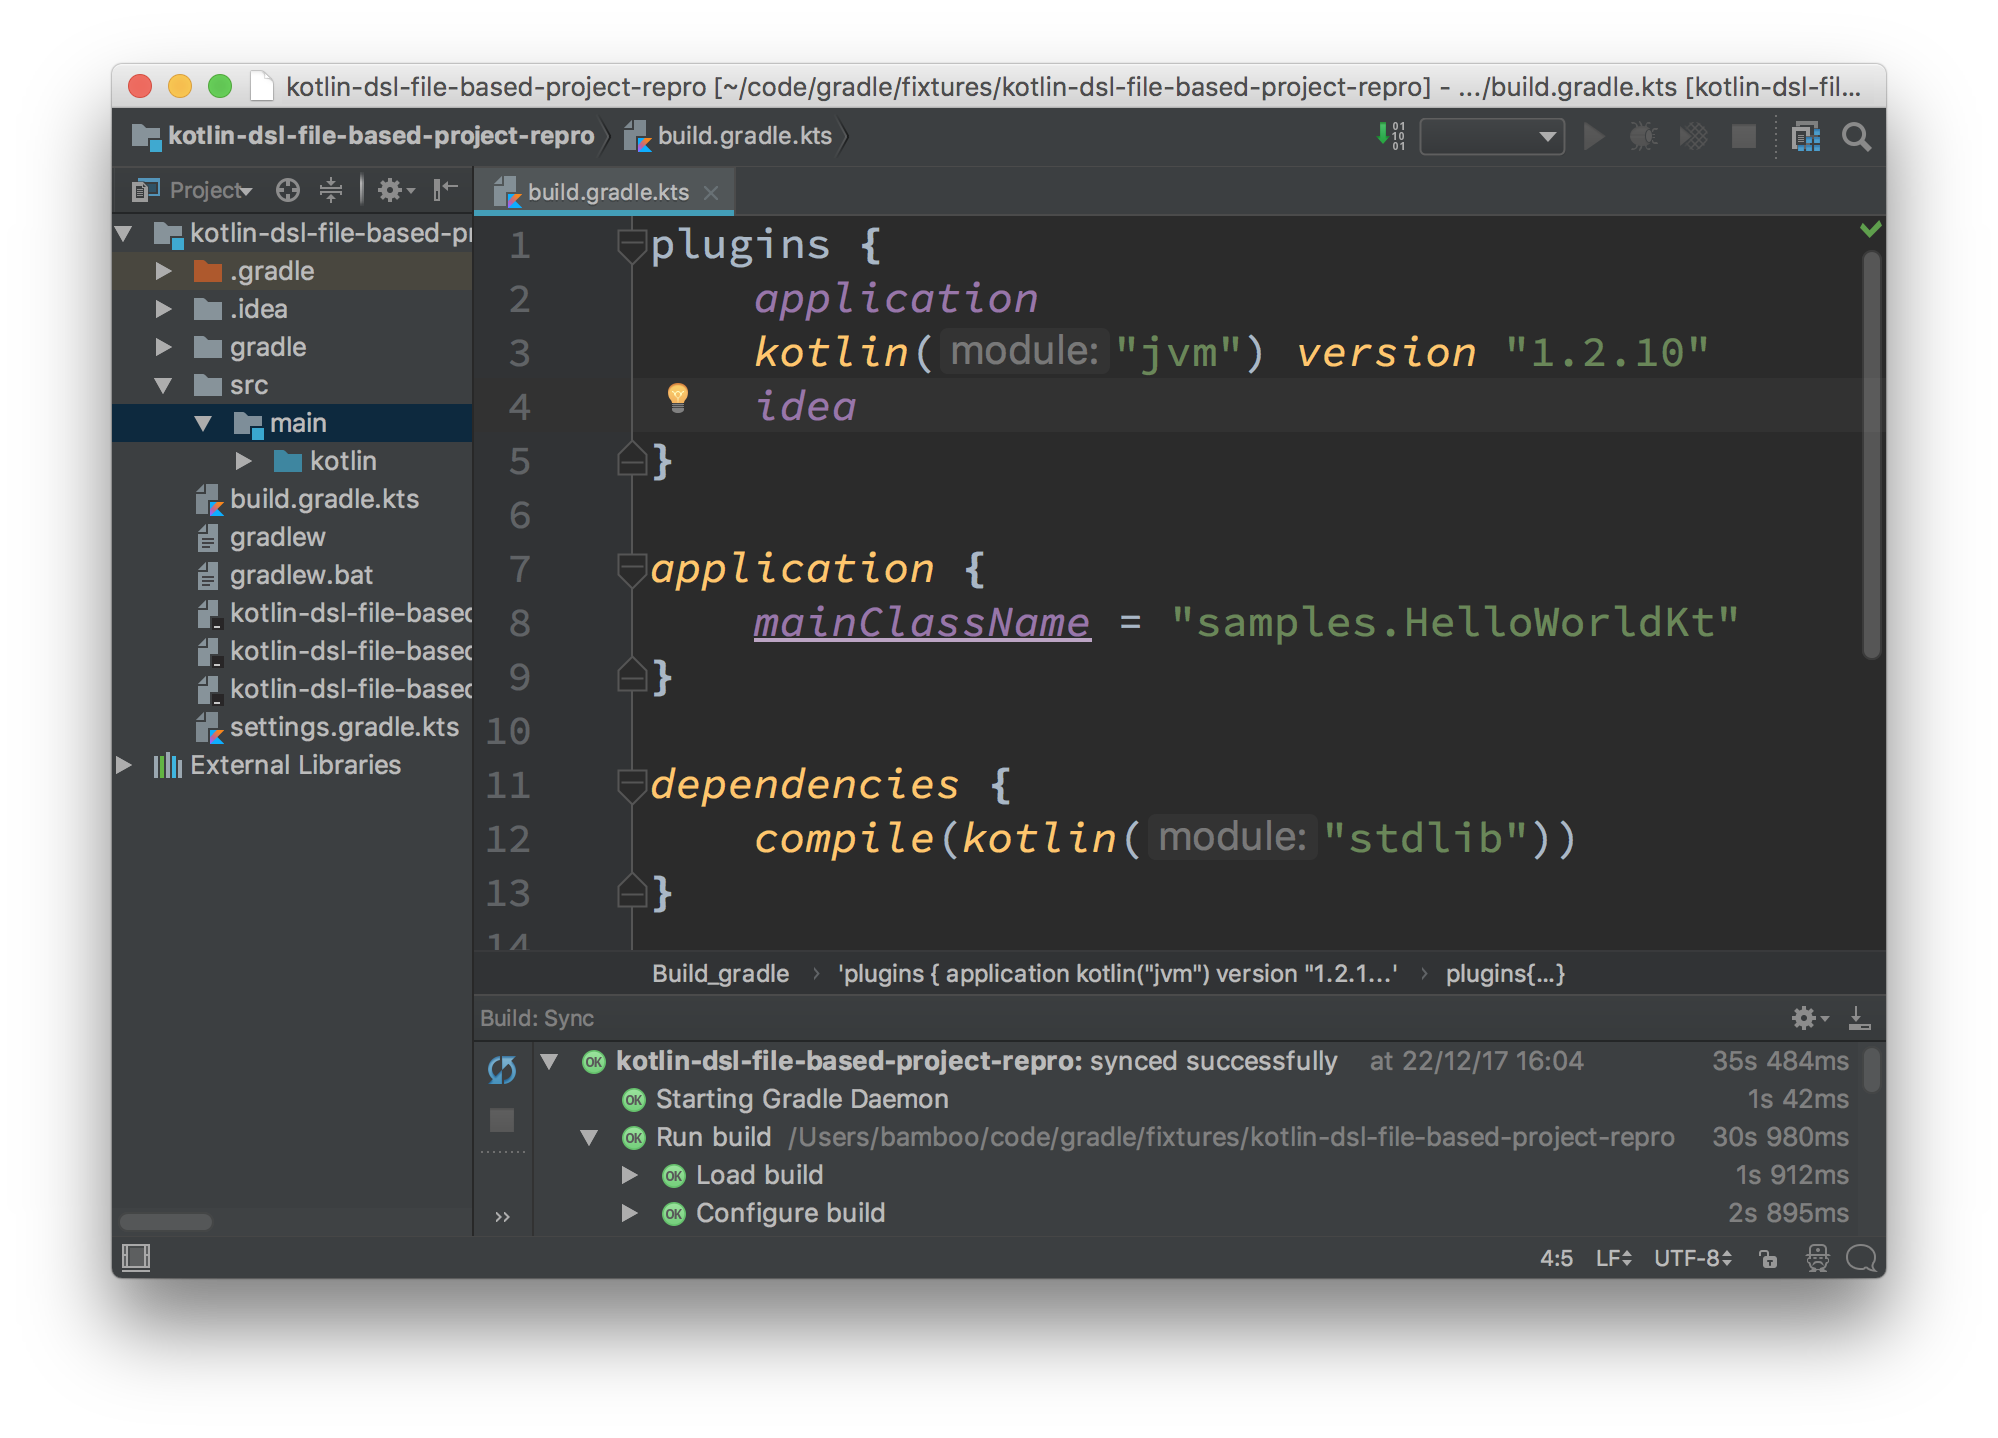 kotlin-dsl-file-based-project-repro [~/code/gradle/fixtures/kotlin-dsl-file-based-project-repro] - .../build.gradle.kts [kotlin-dsl-fil...
kotlin-dsl-file-based-project-repro build.gradle.kts
Project
build.gradle.kts
kotlin-dsl-file-based-p
.gradle
.idea
gradle
src
main
kotlin
build.gradle.kts
gradlew
gradlew.bat
kotlin-dsl-file-based
kotlin-dsl-file-based
kotlin-dsl-file-based
settings.gradle.kts
External Libraries
1 plugins {
2 application
3 kotlin( module: "jvm") version "1.2.10"
4 idea
5 }
6
7 application {
8 mainClassName = "samples.HelloWorldKt"
9 }
10
11 dependencies {
12 compile(kotlin( module: "stdlib"))
13 }
14
Build_gradle › 'plugins { application kotlin("jvm") version "1.2.1...' › plugins{...}
Build: Sync
OK kotlin-dsl-file-based-project-repro: synced successfully at 22/12/17 16:04 35s 484ms
OK Starting Gradle Daemon 1s 42ms
OK Run build /Users/bamboo/code/gradle/fixtures/kotlin-dsl-file-based-project-repro 30s 980ms
OK Load build 1s 912ms
OK Configure build 2s 895ms
4:5 LF UTF-8